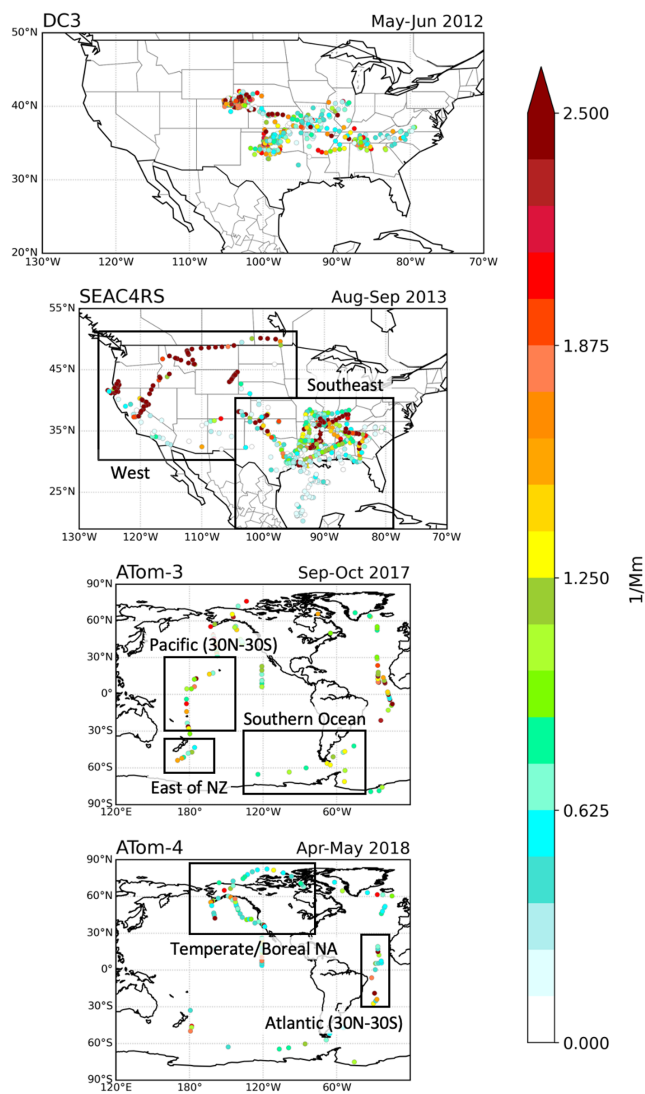 DC3 May-Jun 2012
50°N
40°N
30°N
20°N
130°W 120°W 110°W 100°W 90°W 80°W 70°W
SEAC4RS Aug-Sep 2013
55°N
45°N
Southeast
35°N
West
25°N
130°W 120°W 110°W 100°W 90°W 80°W 70°W
ATom-3 Sep-Oct 2017
90°N
60°N
Pacific (30N-30S)
30°N
0°
Southern Ocean
30°S
60°S
East of NZ
90°S
120°E 180° 120°W 60°W
ATom-4 Apr-May 2018
90°N
60°N
30°N
Temperate/Boreal NA
0°
30°S
Atlantic (30N-30S)
60°S
90°S
120°E 180° 120°W 60°W
2.500
1.875
1.250
0.625
0.000
1/Mm